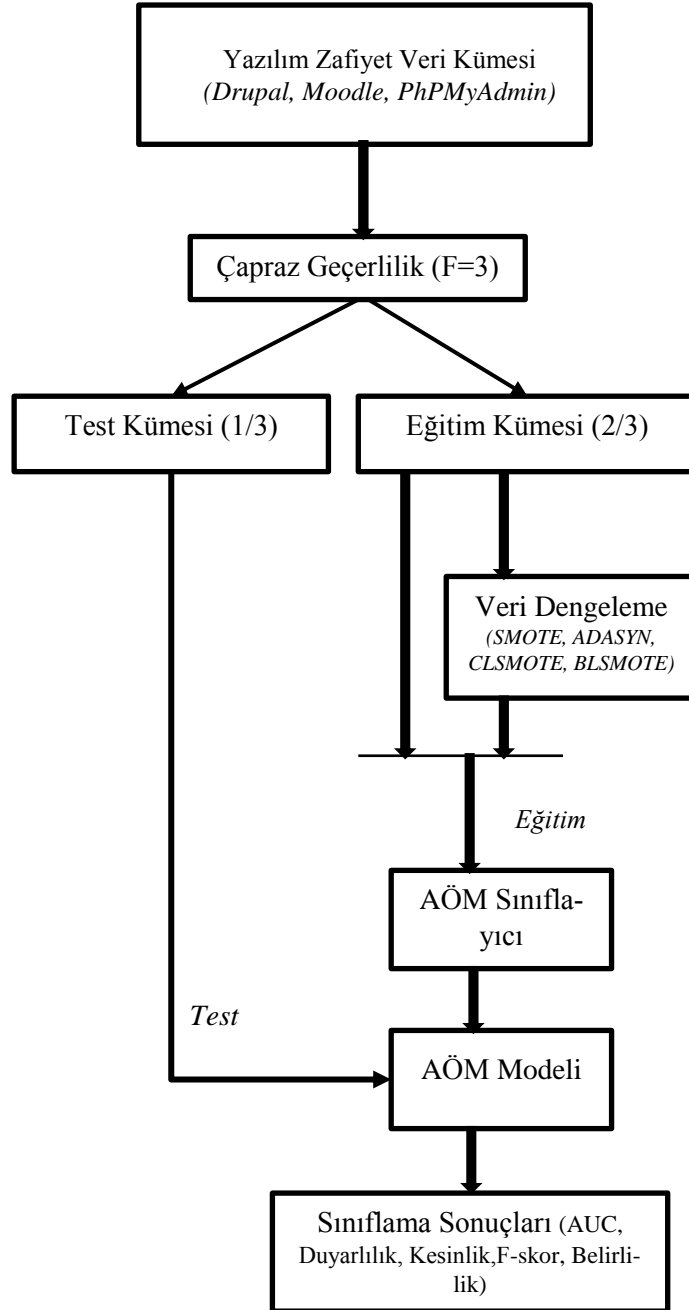 Yazılım Zafiyet Veri Kümesi
(Drupal, Moodle, PhPMyAdmin)
Çapraz Geçerlilik (F=3)
Test Kümesi (1/3)
Eğitim Kümesi (2/3)
Veri Dengeleme
(SMOTE, ADASYN,
CLSMOTE, BLSMOTE)
Eğitim
AÖM Sınıfla-
yıcı
Test
AÖM Modeli
Sınıflama Sonuçları (AUC,
Duyarlılık, Kesinlik,F-skor, Belirli-
lik)